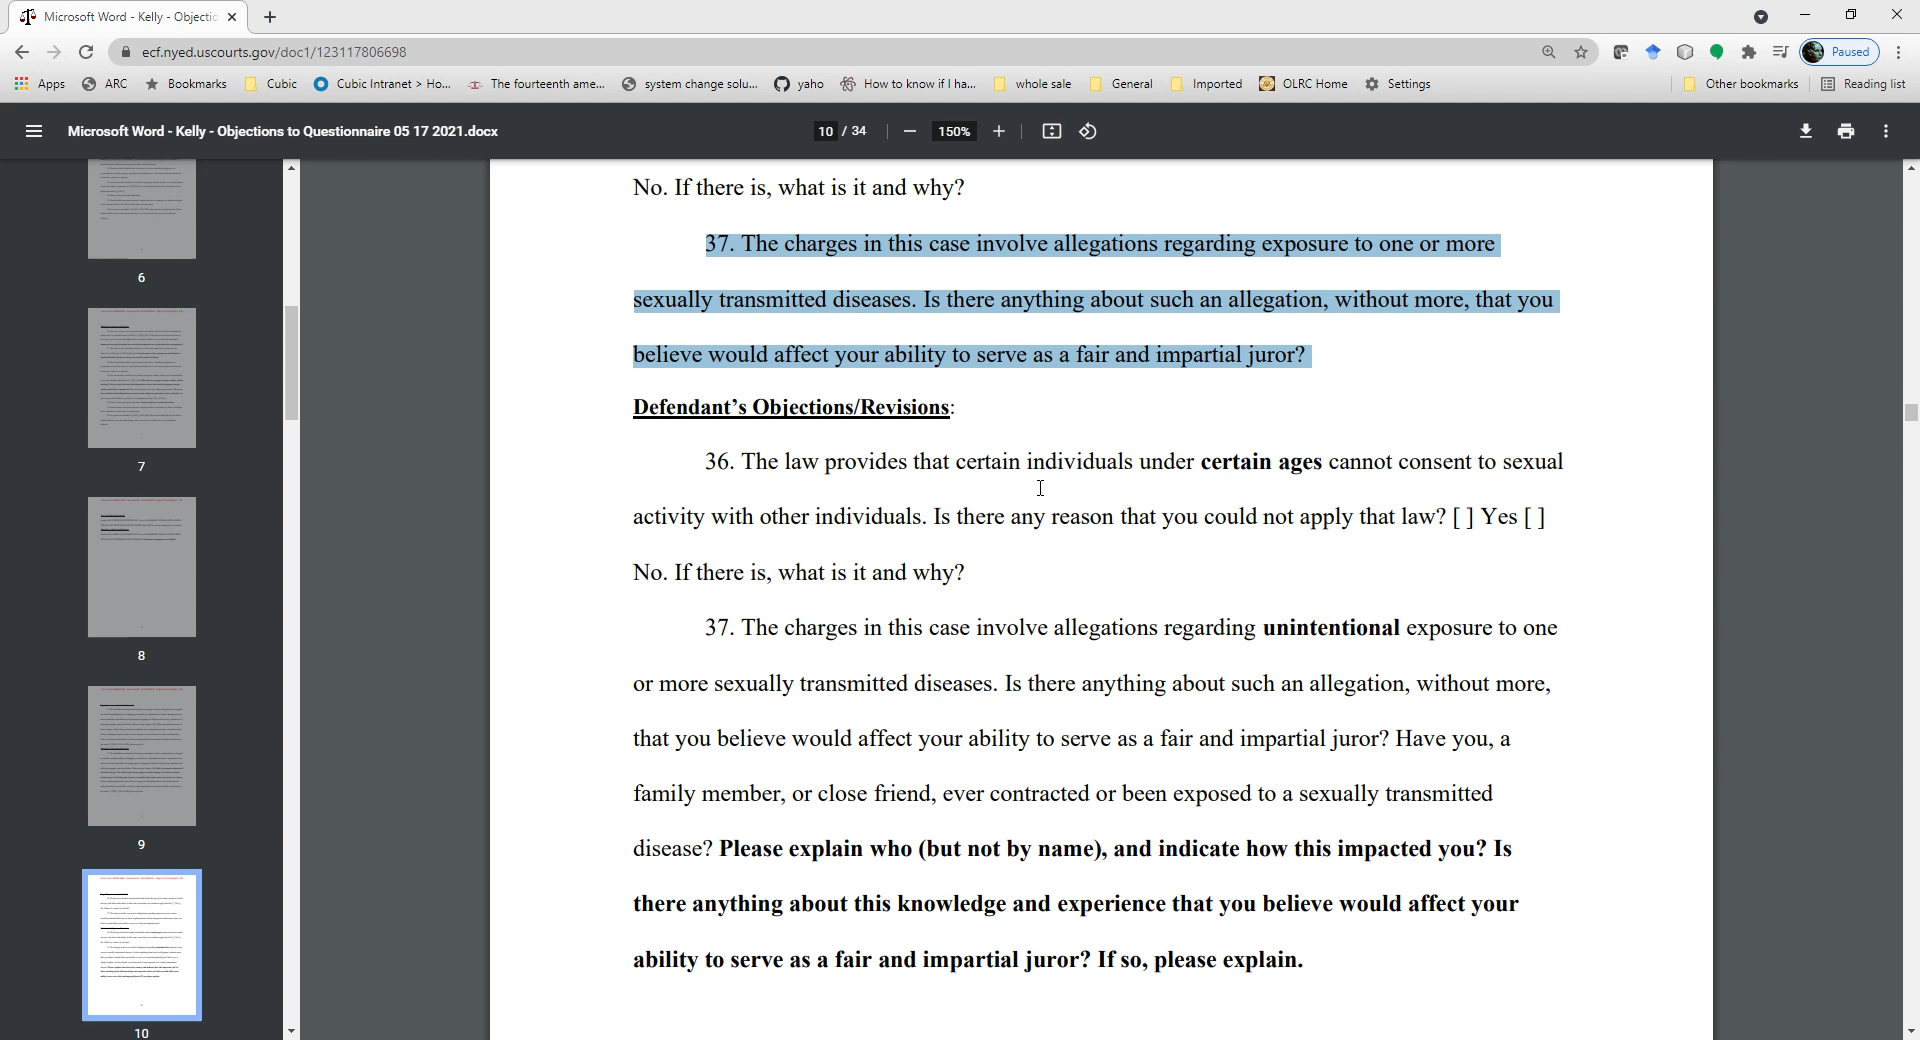 Microsoft Word - Kelly - Objectio
ecf.nyed.uscourts.gov/doc1/123117806698
Paused
Apps
ARC
Bookmarks
Cubic
Cubic Intranet > Ho...
The fourteenth ame...
system change solu...
yaho
How to know if I ha...
whole sale
General
Imported
OLRC Home
Settings
Other bookmarks
Reading list
Microsoft Word - Kelly - Objections to Questionnaire 05 17 2021.docx
10 / 34
150%
6
7
8
9
10
No. If there is, what is it and why?
37. The charges in this case involve allegations regarding exposure to one or more
sexually transmitted diseases. Is there anything about such an allegation, without more, that you
believe would affect your ability to serve as a fair and impartial juror?
Defendant’s Objections/Revisions:
36. The law provides that certain individuals under certain ages cannot consent to sexual
activity with other individuals. Is there any reason that you could not apply that law? [ ] Yes [ ]
No. If there is, what is it and why?
37. The charges in this case involve allegations regarding unintentional exposure to one
or more sexually transmitted diseases. Is there anything about such an allegation, without more,
that you believe would affect your ability to serve as a fair and impartial juror? Have you, a
family member, or close friend, ever contracted or been exposed to a sexually transmitted
disease? Please explain who (but not by name), and indicate how this impacted you? Is
there anything about this knowledge and experience that you believe would affect your
ability to serve as a fair and impartial juror? If so, please explain.